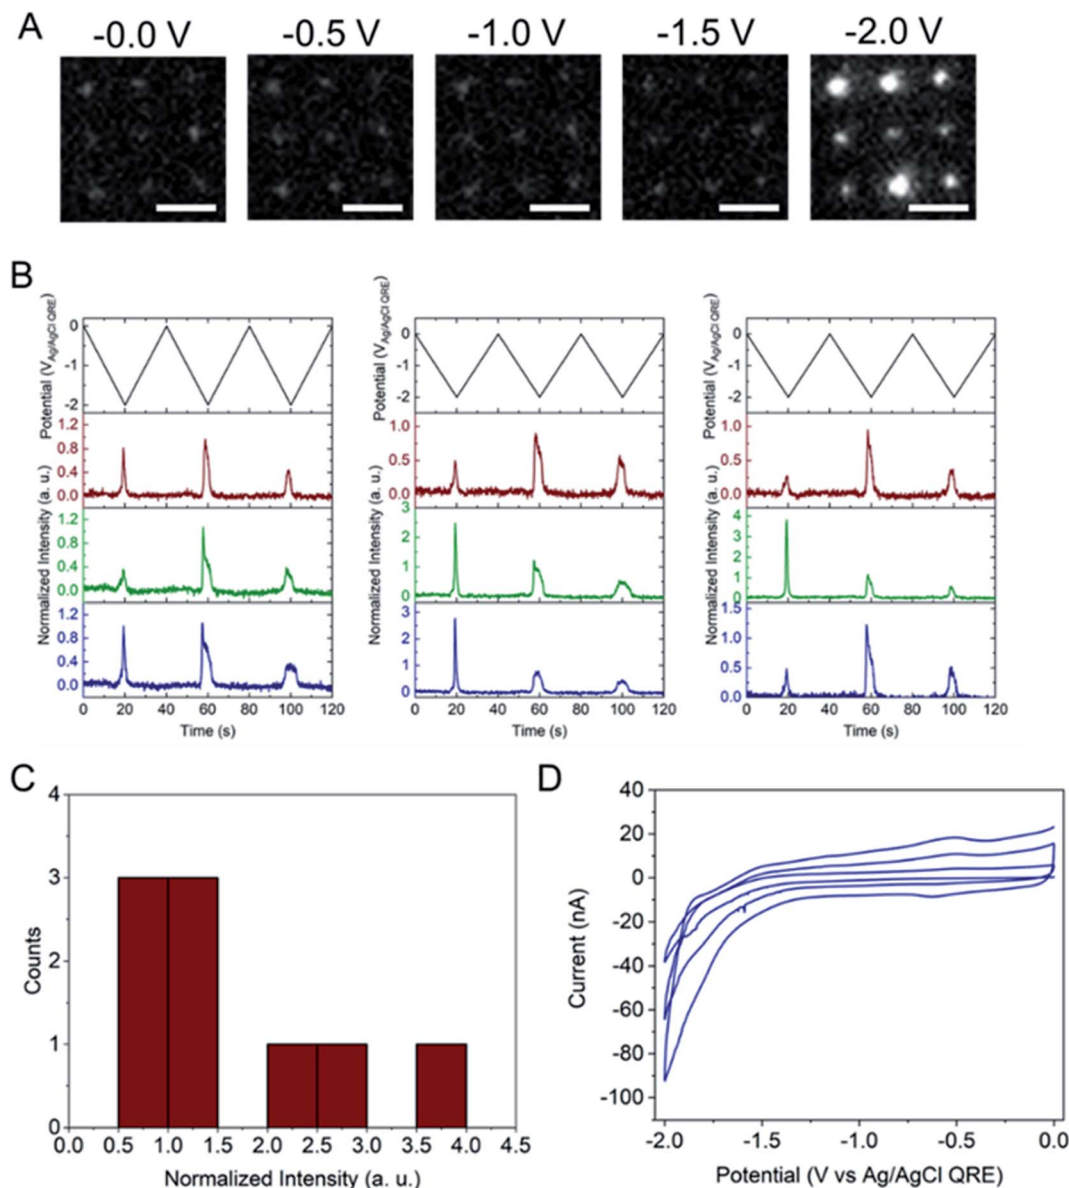 A
-0.0 V -0.5 V -1.0 V -1.5 V -2.0 V
B
Potential (V_Ag/AgCl QRE)
0
-1
-2
Normalized Intensity (a. u.)
1.2
0.8
0.4
0.0
1.2
0.8
0.4
0.0
1.2
0.8
0.4
0.0
0 20 40 60 80 100 120
Time (s)
Potential (V_Ag/AgCl QRE)
0
-1
-2
Normalized Intensity (a. u.)
1.0
0.5
0.0
3
2
1
0
3
2
1
0
0 20 40 60 80 100 120
Time (s)
Potential (V_Ag/AgCl QRE)
0
-1
-2
Normalized Intensity (a. u.)
1.0
0.5
0.0
4
3
2
1
0
1.5
1.0
0.5
0.0
0 20 40 60 80 100 120
Time (s)
C
Counts
4
3
2
1
0
0.0 0.5 1.0 1.5 2.0 2.5 3.0 3.5 4.0 4.5
Normalized Intensity (a. u.)
D
Current (nA)
40
20
0
-20
-40
-60
-80
-100
-2.0 -1.5 -1.0 -0.5 0.0
Potential (V vs Ag/AgCl QRE)